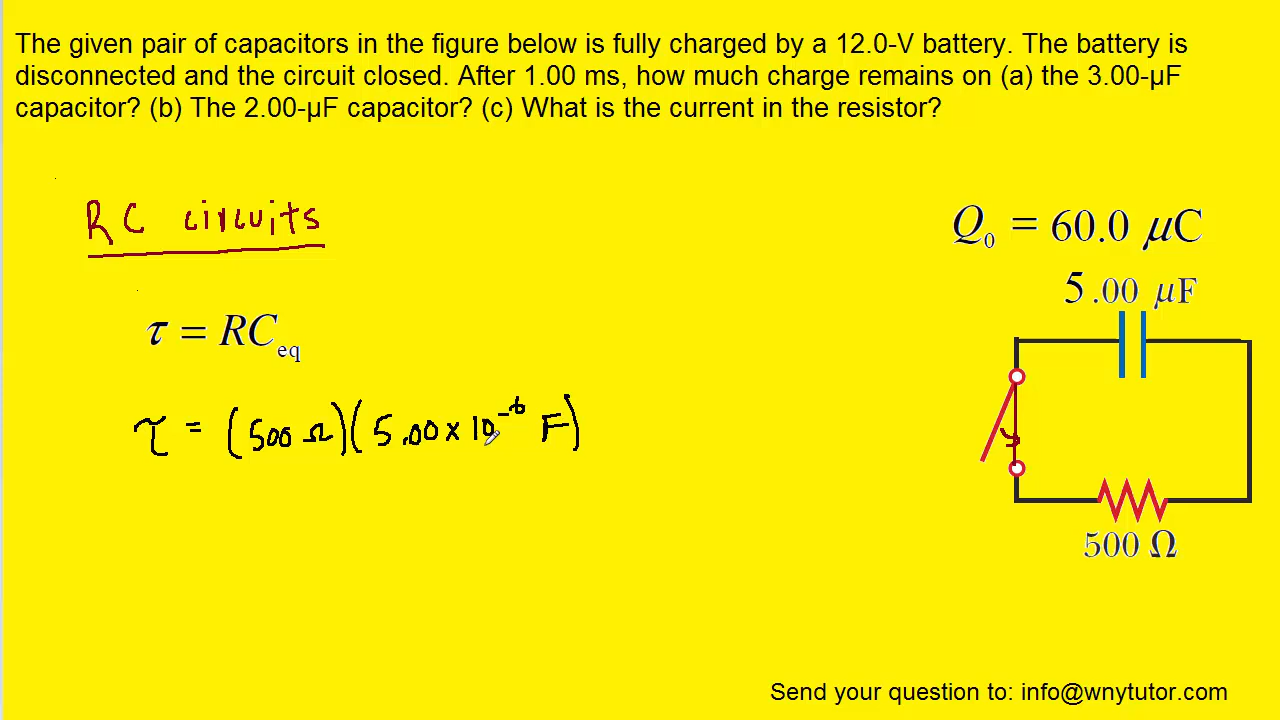 The given pair of capacitors in the figure below is fully charged by a 12.0-V battery. The battery is
disconnected and the circuit closed. After 1.00 ms, how much charge remains on (a) the 3.00-µF
capacitor? (b) The 2.00-µF capacitor? (c) What is the current in the resistor?
RC circuits
Q₀ = 60.0 µC
5.00 µF
τ = RC_eq
τ = (500 Ω)(5.00 x 10⁻⁶ F)
500 Ω
Send your question to: info@wnytutor.com